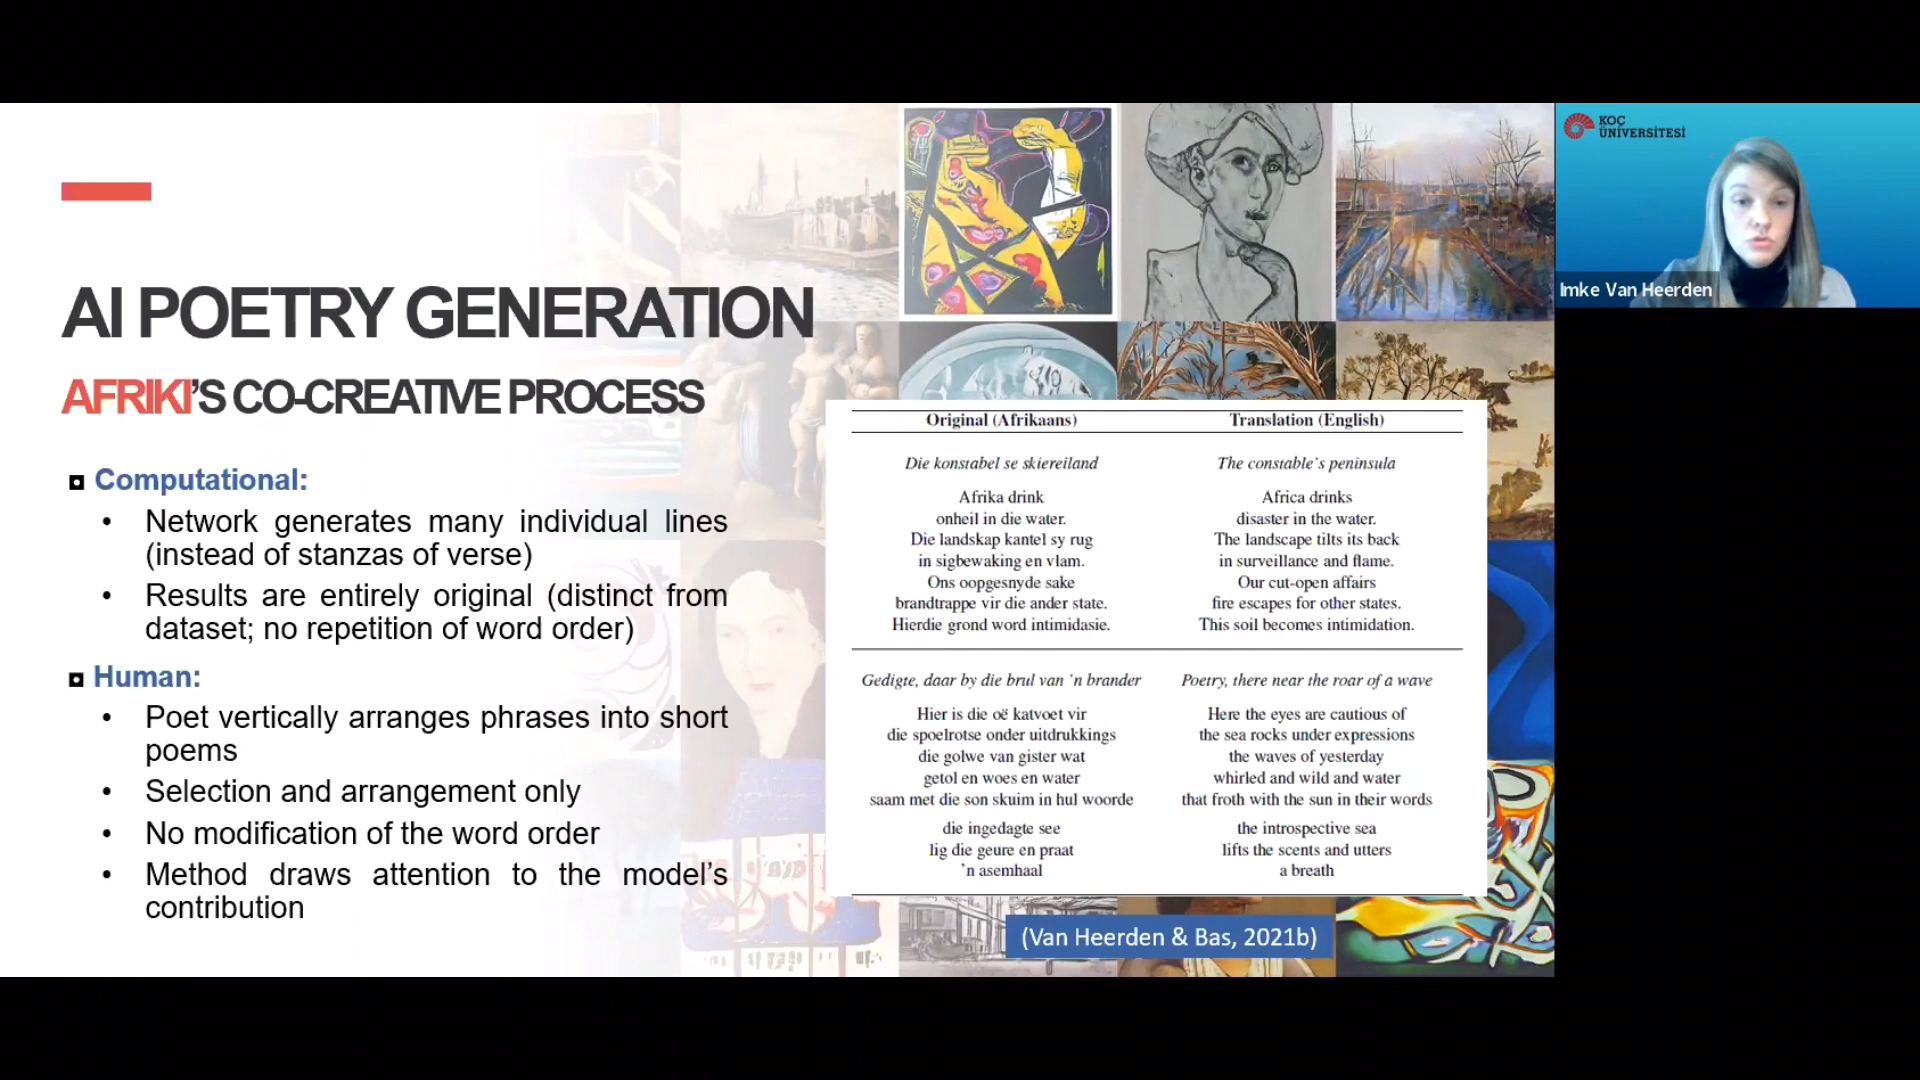 AI POETRY GENERATION
AFRIKI'S CO-CREATIVE PROCESS
Computational:
• Network generates many individual lines
(instead of stanzas of verse)
• Results are entirely original (distinct from
dataset; no repetition of word order)
Human:
• Poet vertically arranges phrases into short
poems
• Selection and arrangement only
• No modification of the word order
• Method draws attention to the model's
contribution
Original (Afrikaans)
Die konstabel se skiereiland
Afrika drink
onheil in die water.
Die landskap kantel sy rug
in sigbewaking en vlam.
Ons oopgesnyde sake
brandtrappe vir die ander state.
Hierdie grond word intimidasie.
Gedigte, daar by die brul van 'n brander
Hier is die oë katvoet vir
die spoelrotse onder uitdrukkings
die golwe van gister wat
getol en woes en water
saam met die son skuim in hul woorde
die ingedagte see
lig die geure en praat
'n asemhaal
Translation (English)
The constable's peninsula
Africa drinks
disaster in the water.
The landscape tilts its back
in surveillance and flame.
Our cut-open affairs
fire escapes for other states.
This soil becomes intimidation.
Poetry, there near the roar of a wave
Here the eyes are cautious of
the sea rocks under expressions
the waves of yesterday
whirled and wild and water
that froth with the sun in their words
the introspective sea
lifts the scents and utters
a breath
(Van Heerden & Bas, 2021b)
KOÇ
ÜNİVERSİTESİ
Imke Van Heerden